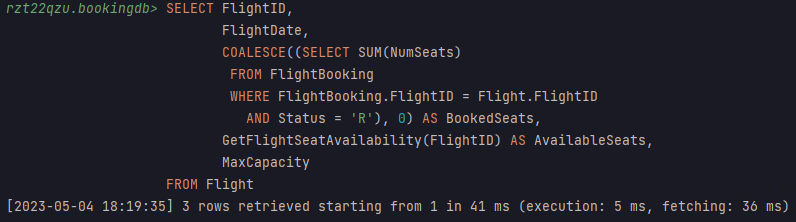 rzt22qzu.bookingdb> SELECT FlightID,
FlightDate,
COALESCE((SELECT SUM(NumSeats)
FROM FlightBooking
WHERE FlightBooking.FlightID = Flight.FlightID
AND Status = 'R'), 0) AS BookedSeats,
GetFlightSeatAvailability(FlightID) AS AvailableSeats,
MaxCapacity
FROM Flight
[2023-05-04 18:19:35] 3 rows retrieved starting from 1 in 41 ms (execution: 5 ms, fetching: 36 ms)